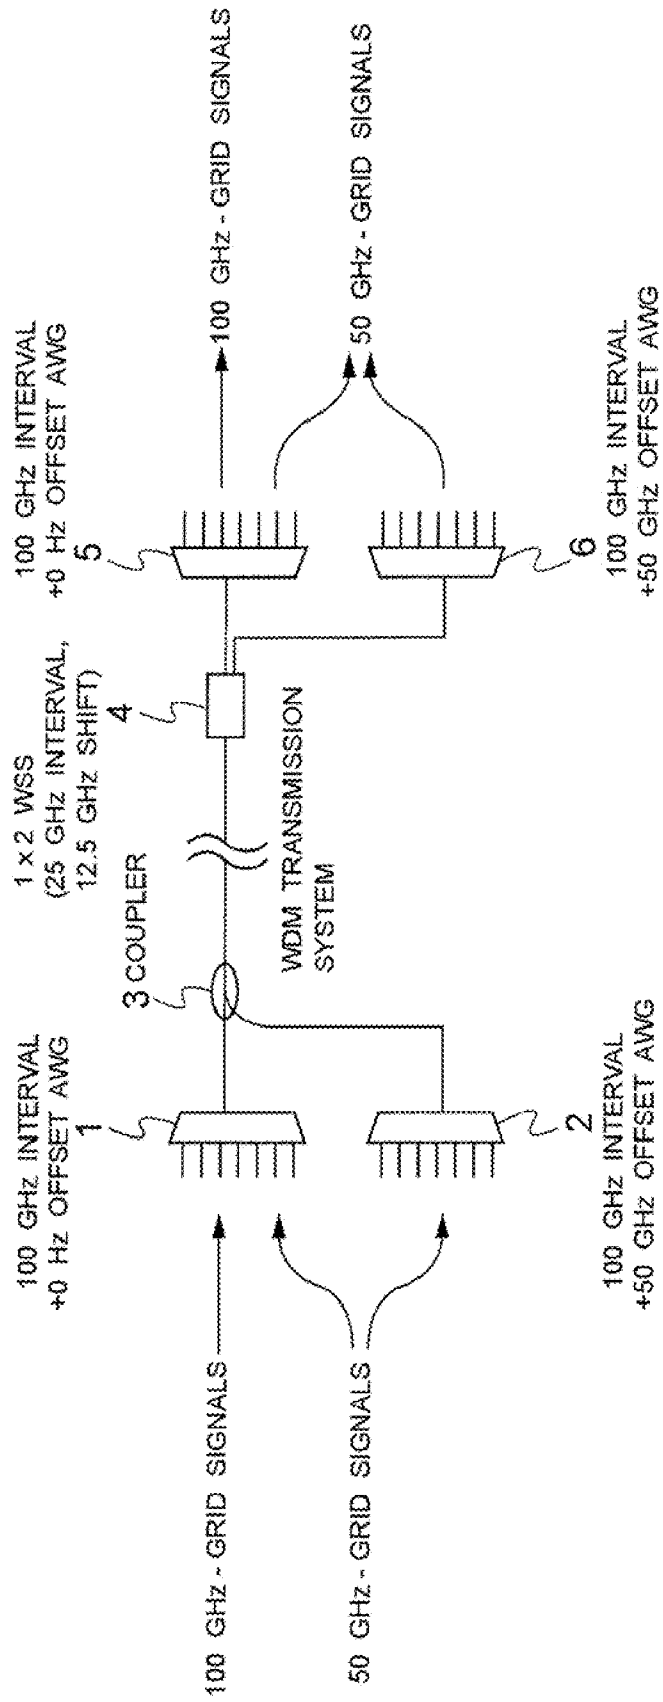 100 GHz INTERVAL
+0 Hz OFFSET AWG
1
100 GHz - GRID SIGNALS
50 GHz - GRID SIGNALS
2
100 GHz INTERVAL
+50 GHz OFFSET AWG
3 COUPLER
WDM TRANSMISSION
SYSTEM
1 x 2 WSS
(25 GHz INTERVAL,
12.5 GHz SHIFT)
4
100 GHz INTERVAL
+0 Hz OFFSET AWG
5
100 GHz - GRID SIGNALS
50 GHz - GRID SIGNALS
6
100 GHz INTERVAL
+50 GHz OFFSET AWG